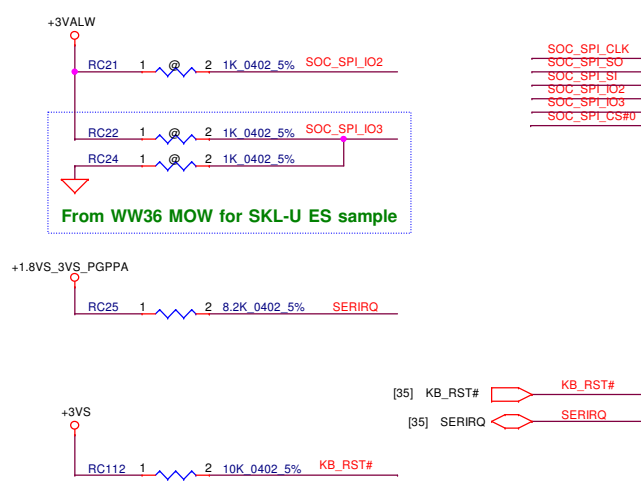 +3VALW
RC21 1 @ 2 1K_0402_5% SOC_SPI_IO2
RC22 1 @ 2 1K_0402_5% SOC_SPI_IO3
RC24 1 @ 2 1K_0402_5%
From WW36 MOW for SKL-U ES sample
SOC_SPI_CLK
SOC_SPI_SO
SOC_SPI_SI
SOC_SPI_IO2
SOC_SPI_IO3
SOC_SPI_CS#0
+1.8VS_3VS_PGPPA
RC25 1 2 8.2K_0402_5% SERIRQ
[35] KB_RST# KB_RST#
[35] SERIRQ SERIRQ
+3VS
RC112 1 2 10K_0402_5% KB_RST#